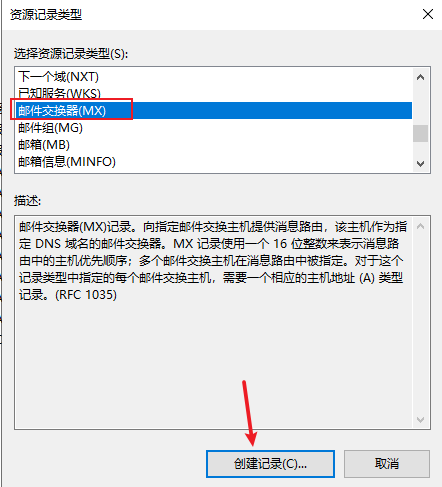 资源记录类型
选择资源记录类型(S):
下一个域(NXT)
已知服务(WKS)
邮件交换器(MX)
邮件组(MG)
邮箱(MB)
邮箱信息(MINFO)
描述:
邮件交换器(MX)记录。向指定邮件交换主机提供消息路由，该主机作为指
定 DNS 域名的邮件交换器。MX 记录使用一个 16 位整数来表示消息路
由中的主机优先顺序；多个邮件交换主机在消息路由中被指定。对于这个
记录类型中指定的每个邮件交换主机，需要一个相应的主机地址 (A) 类型
记录。(RFC 1035)
创建记录(C)...
取消